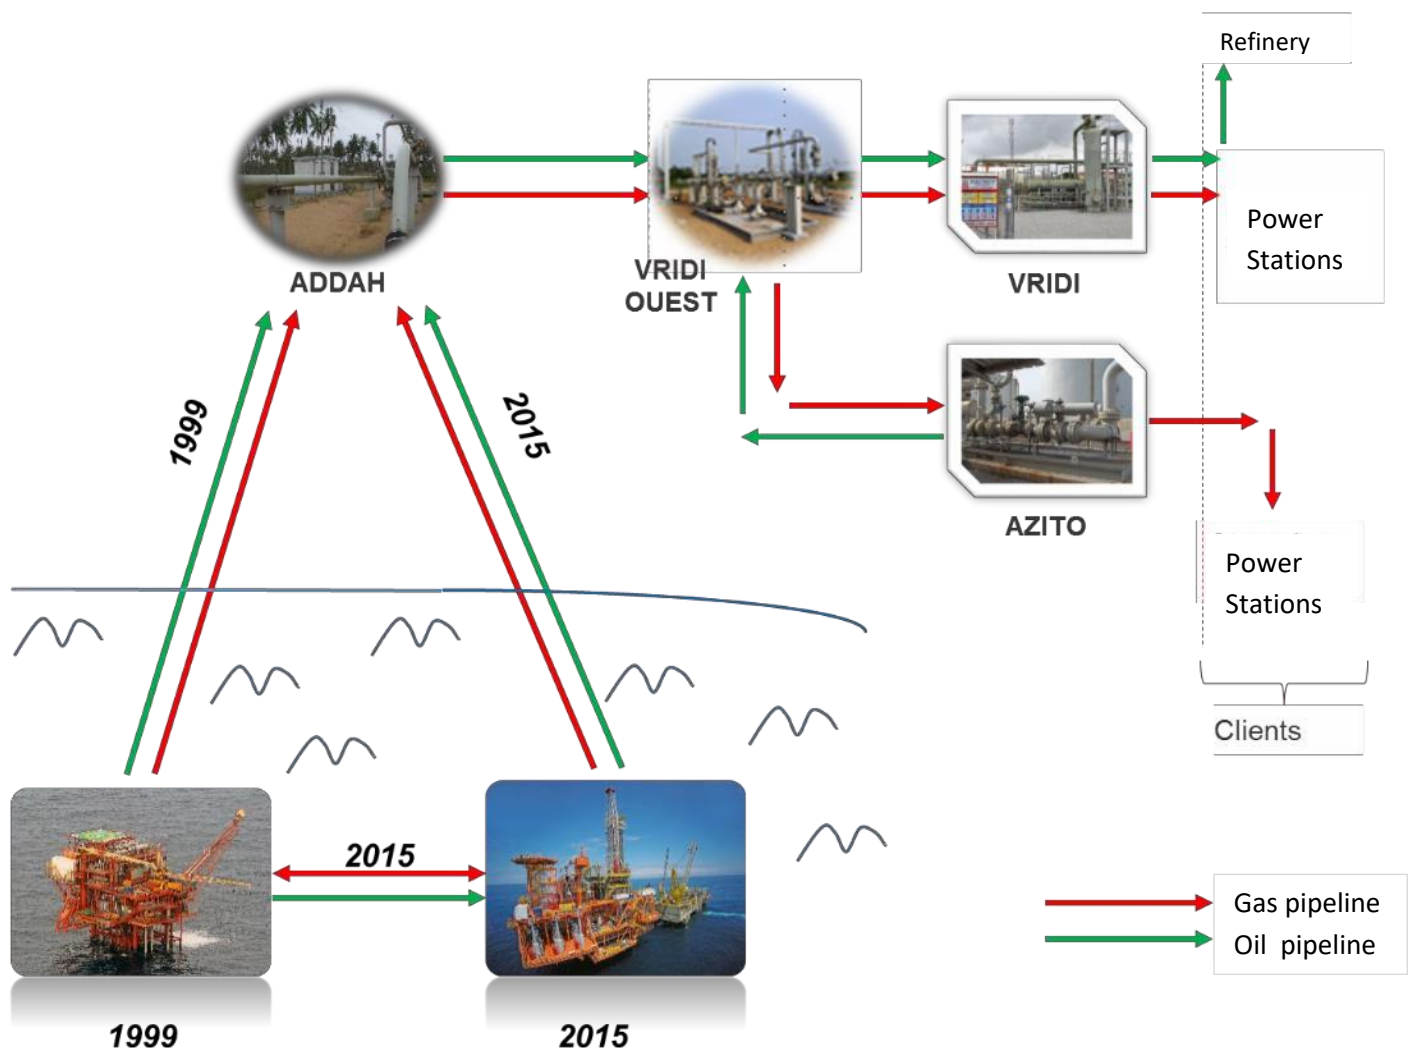 Refinery
Power
Stations
ADDAH
VRIDI
OUEST
VRIDI
1999
2015
AZITO
Power
Stations
Clients
2015
Gas pipeline
Oil pipeline
1999
2015